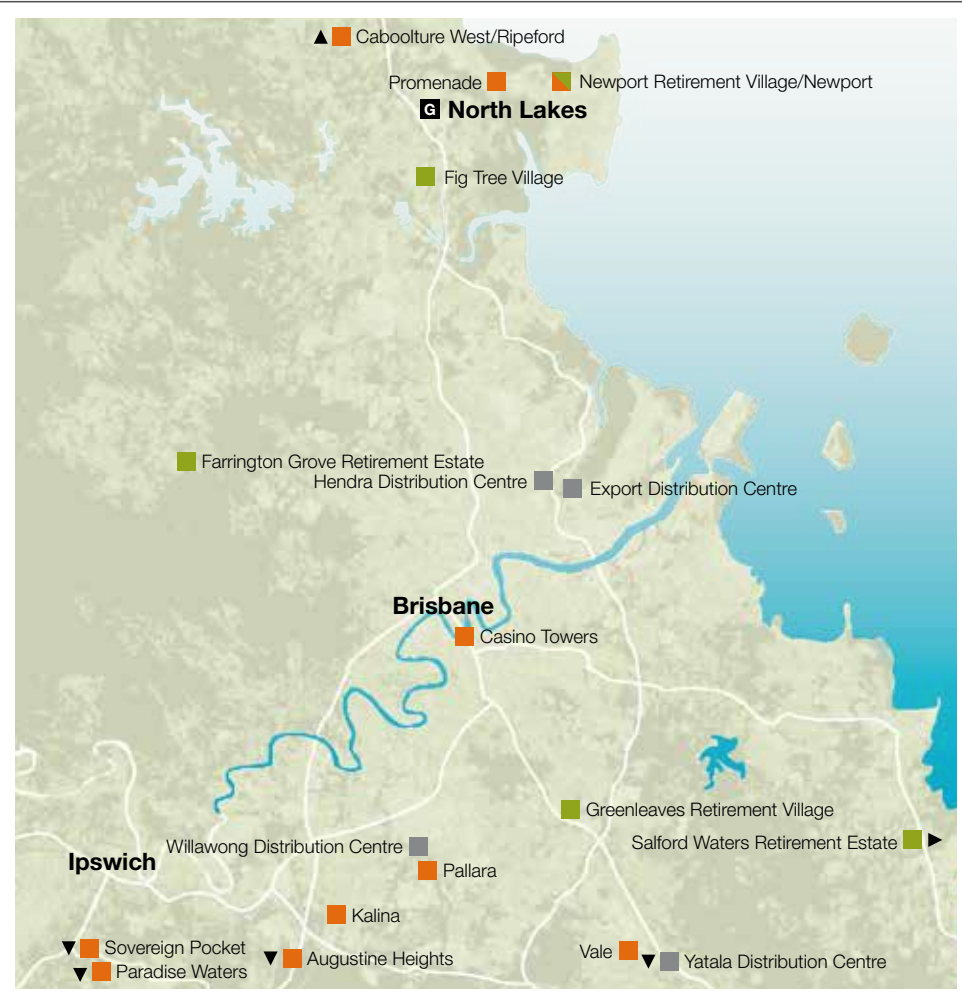 Caboolture West/Ripeford
Promenade
Newport Retirement Village/Newport
G North Lakes
Fig Tree Village
Farrington Grove Retirement Estate
Hendra Distribution Centre
Export Distribution Centre
Brisbane
Casino Towers
Greenleaves Retirement Village
Salford Waters Retirement Estate
Willawong Distribution Centre
Ipswich
Pallara
Kalina
Sovereign Pocket
Augustine Heights
Vale
Yatala Distribution Centre
Paradise Waters